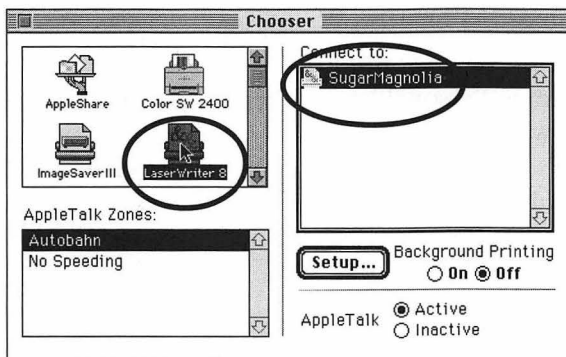 Chooser
AppleShare
Color SW 2400
ImageSaverIII
LaserWriter 8
AppleTalk Zones:
Autobahn
No Speeding
Connect to:
SugarMagnolia
Setup...
Background Printing
On Off
AppleTalk
Active
Inactive